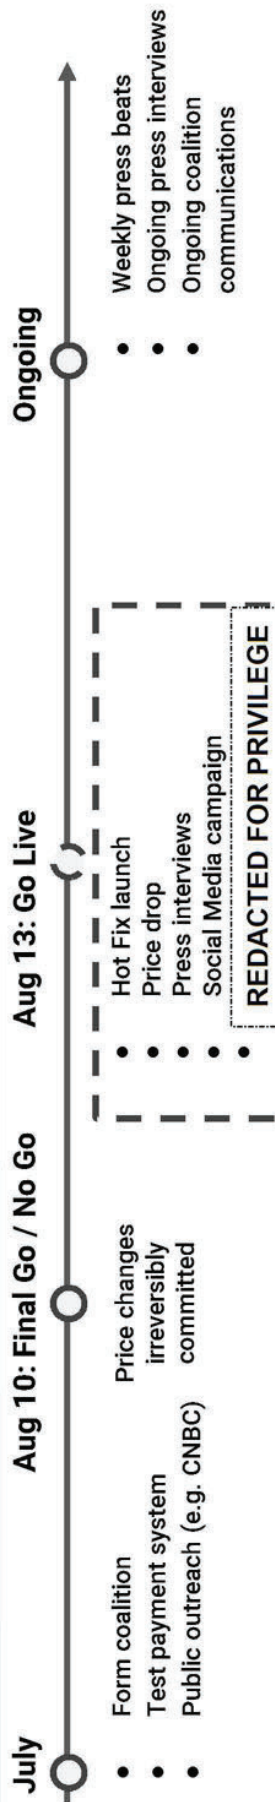 July
• Form coalition
• Test payment system
• Public outreach (e.g. CNBC)
Aug 10: Final Go / No Go
Price changes
irreversibly
committed
Aug 13: Go Live
• Hot Fix launch
• Price drop
• Press interviews
• Social Media campaign
• REDACTED FOR PRIVILEGE
Ongoing
• Weekly press beats
• Ongoing press interviews
• Ongoing coalition
communications